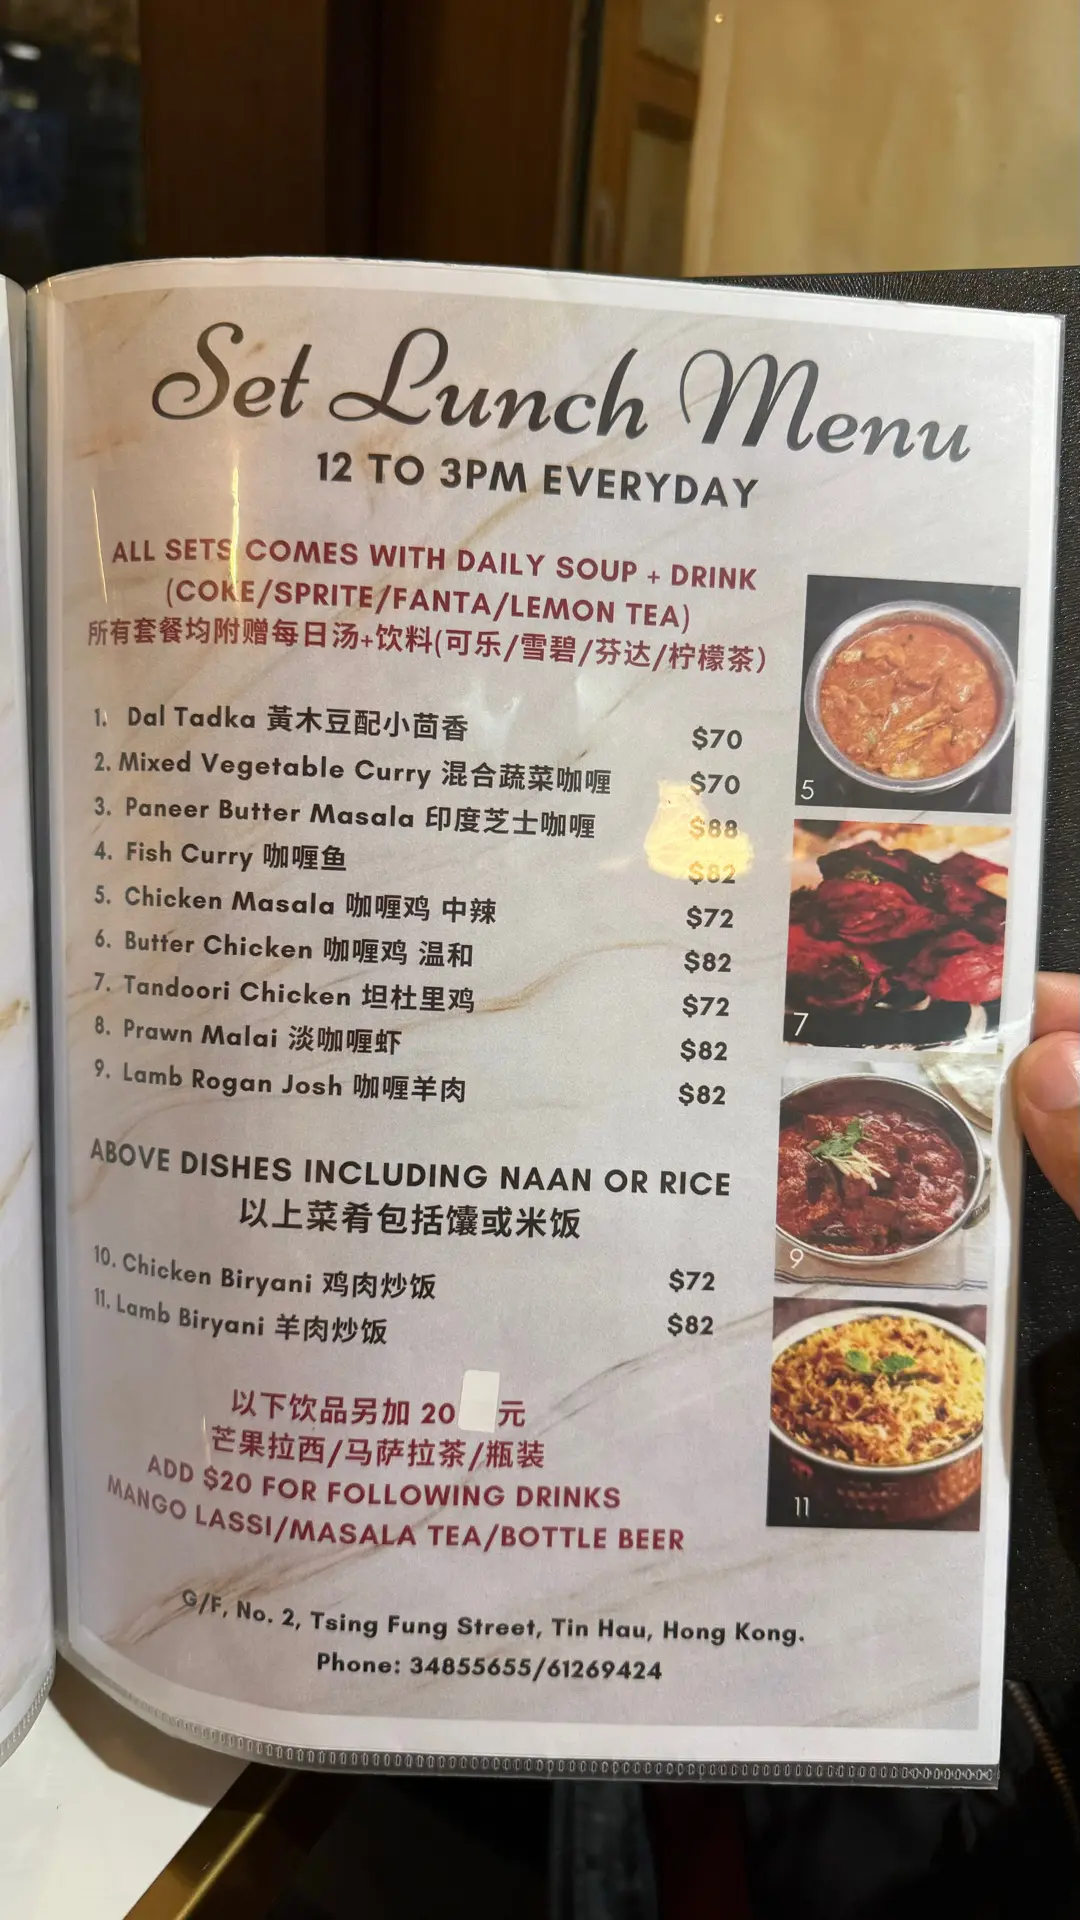 Set Lunch Menu
12 TO 3PM EVERYDAY
ALL SETS COMES WITH DAILY SOUP + DRINK
(COKE/SPRITE/FANTA/LEMON TEA)
所有套餐均附赠每日汤+饮料(可乐/雪碧/芬达/柠檬茶)
1. Dal Tadka 黃木豆配小茴香 $70
2. Mixed Vegetable Curry 混合蔬菜咖喱 $70
3. Paneer Butter Masala 印度芝士咖喱 $88
4. Fish Curry 咖喱鱼 $82
5. Chicken Masala 咖喱鸡 中辣 $72
6. Butter Chicken 咖喱鸡 温和 $82
7. Tandoori Chicken 坦杜里鸡 $72
8. Prawn Malai 淡咖喱虾 $82
9. Lamb Rogan Josh 咖喱羊肉 $82
ABOVE DISHES INCLUDING NAAN OR RICE
以上菜肴包括馕或米饭
10. Chicken Biryani 鸡肉炒饭 $72
11. Lamb Biryani 羊肉炒饭 $82
以下饮品另加 20 元
芒果拉西/马萨拉茶/瓶装
ADD $20 FOR FOLLOWING DRINKS
MANGO LASSI/MASALA TEA/BOTTLE BEER
G/F, No. 2, Tsing Fung Street, Tin Hau, Hong Kong.
Phone: 34855655/61269424
5
7
9
11